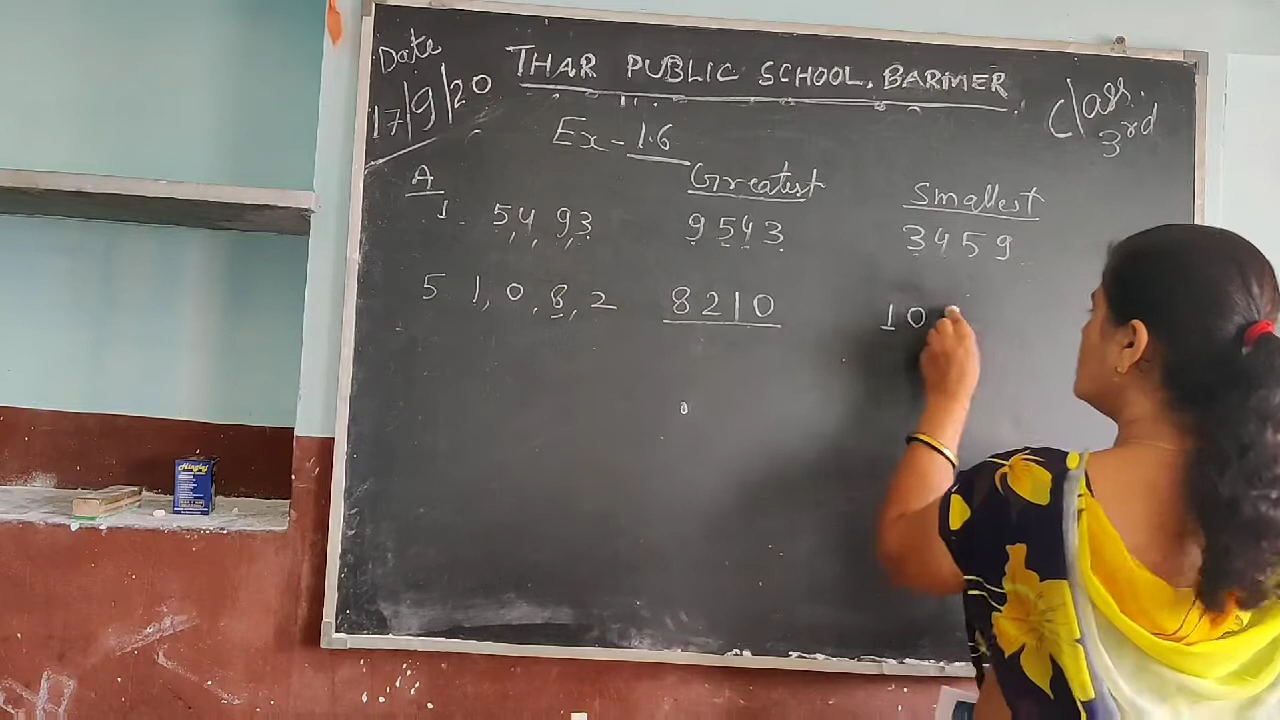 Date
17/9/20
THAR PUBLIC SCHOOL, BARMER
Class. 3rd
Ex - 1.6
A Greatest Smallest
1. 5, 4, 9, 3 9543 3459
5 1, 0, 8, 2 8210 10